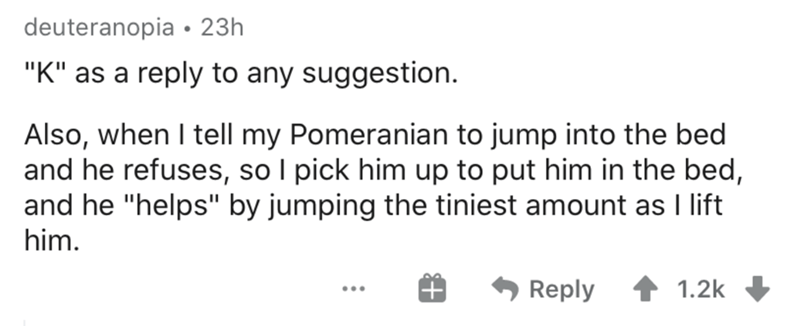 deuteranopia • 23h
"K" as a reply to any suggestion.
Also, when I tell my Pomeranian to jump into the bed
and he refuses, so I pick him up to put him in the bed,
and he "helps" by jumping the tiniest amount as I lift
him.
... Reply 1.2k